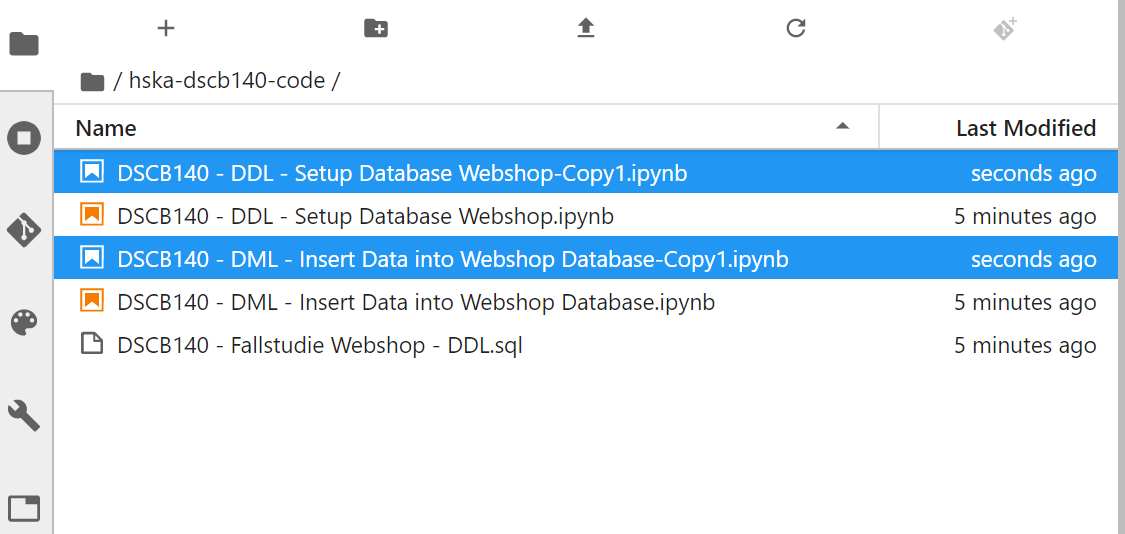 / hska-dscb140-code /
Name Last Modified
DSCB140 - DDL - Setup Database Webshop-Copy1.ipynb seconds ago
DSCB140 - DDL - Setup Database Webshop.ipynb 5 minutes ago
DSCB140 - DML - Insert Data into Webshop Database-Copy1.ipynb seconds ago
DSCB140 - DML - Insert Data into Webshop Database.ipynb 5 minutes ago
DSCB140 - Fallstudie Webshop - DDL.sql 5 minutes ago